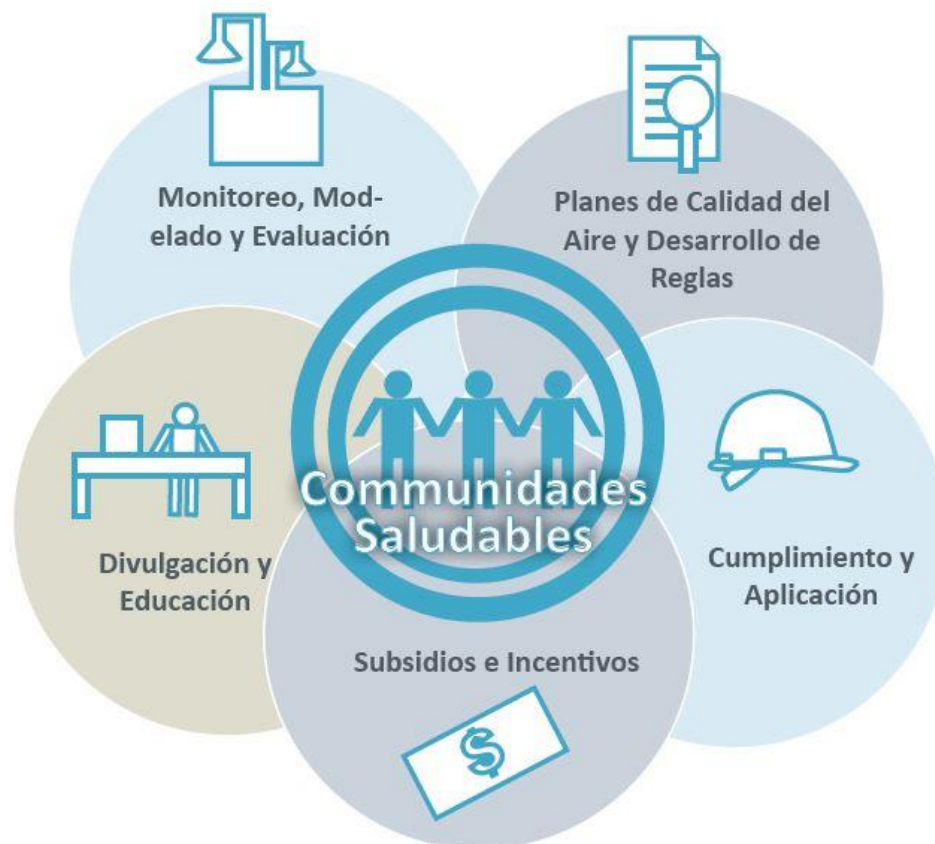 Monitoreo, Mod-
elado y Evaluación
Planes de Calidad del
Aire y Desarrollo de
Reglas
Communidades
Saludables
Divulgación y
Educación
Cumplimiento y
Aplicación
Subsidios e Incentivos
$